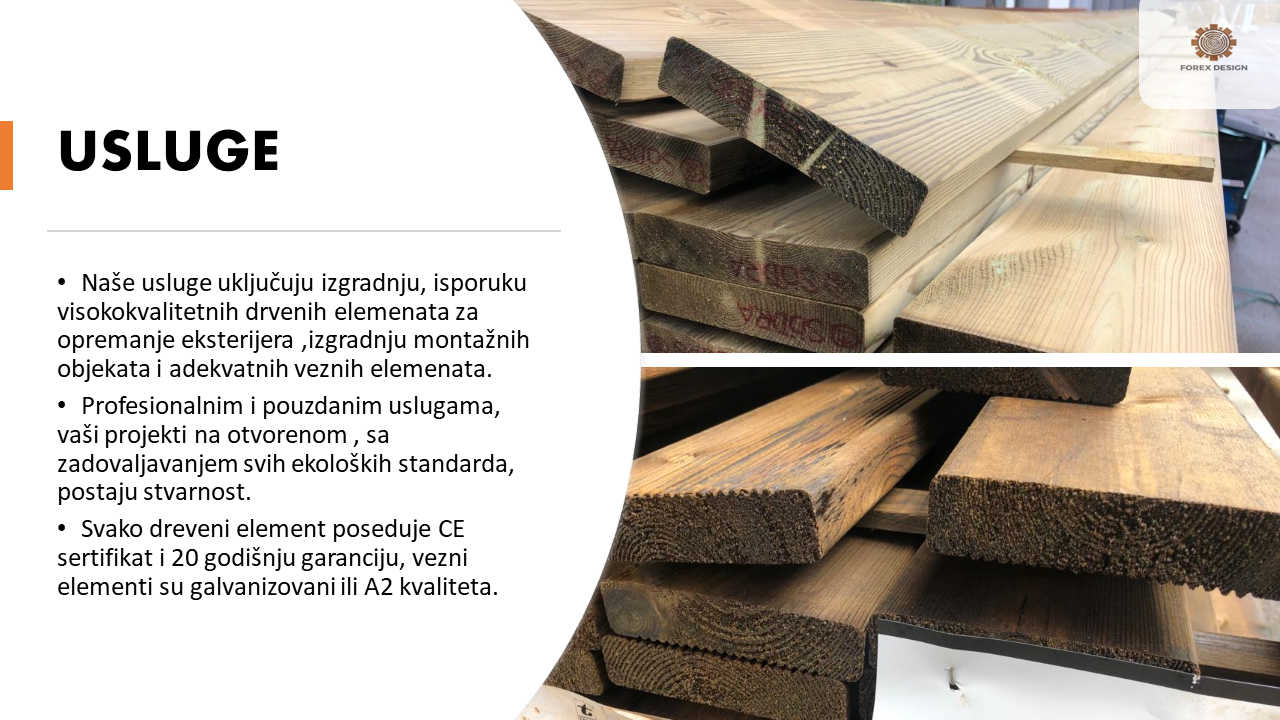 FOREX DESIGN
USLUGE
• Naše usluge uključuju izgradnju, isporuku
visokokvalitetnih drvenih elemenata za
opremanje eksterijera ,izgradnju montažnih
objekata i adekvatnih veznih elemenata.
• Profesionalnim i pouzdanim uslugama,
vaši projekti na otvorenom , sa
zadovaljavanjem svih ekoloških standarda,
postaju stvarnost.
• Svako dreveni element poseduje CE
sertifikat i 20 godišnju garanciju, vezni
elementi su galvanizovani ili A2 kvaliteta.
SÖDRA
SÖDRA
t